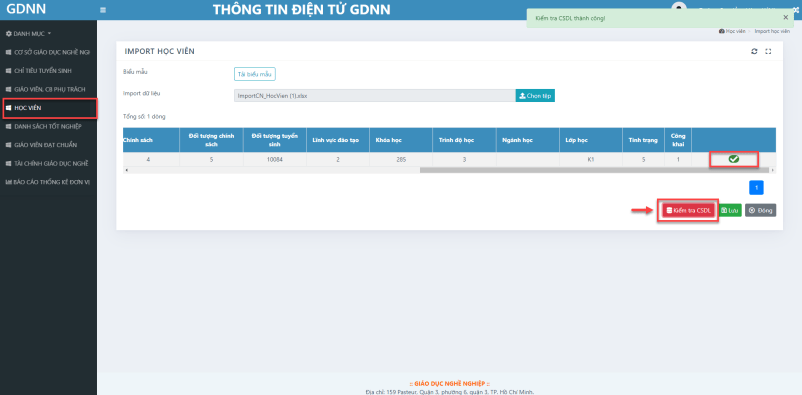 GDNN
THÔNG TIN ĐIỆN TỬ GDNN
Kiểm tra CSDL thành công!
×
Học viên Import học viên
DANH MỤC
CƠ SỞ GIÁO DỤC NGHỀ NGHI
CHỈ TIÊU TUYỂN SINH
GIÁO VIÊN, CB PHỤ TRÁCH
HỌC VIÊN
DANH SÁCH TỐT NGHIỆP
GIÁO VIÊN ĐẠT CHUẨN
TÀI CHÍNH GIÁO DỤC NGHỀ
BÁO CÁO THỐNG KÊ ĐƠN VỊ
IMPORT HỌC VIÊN
Biểu mẫu
Tải biểu mẫu
Import dữ liệu
ImportCN_HocVien (1).xlsx
Chọn tệp
Tổng số: 1 dòng
Chính sách Đối tượng chính sách Đối tượng tuyển sinh Lĩnh vực đào tạo Khóa học Trình độ học Ngành học Lớp học Tình trạng Công khai
4 5 10084 2 285 3 K1 5 1
1
Kiểm tra CSDL Lưu Đóng
:: GIÁO DỤC NGHỀ NGHIỆP ::
Địa chỉ: 159 Pasteur, Quận 3, phường 6, quận 3, TP. Hồ Chí Minh.